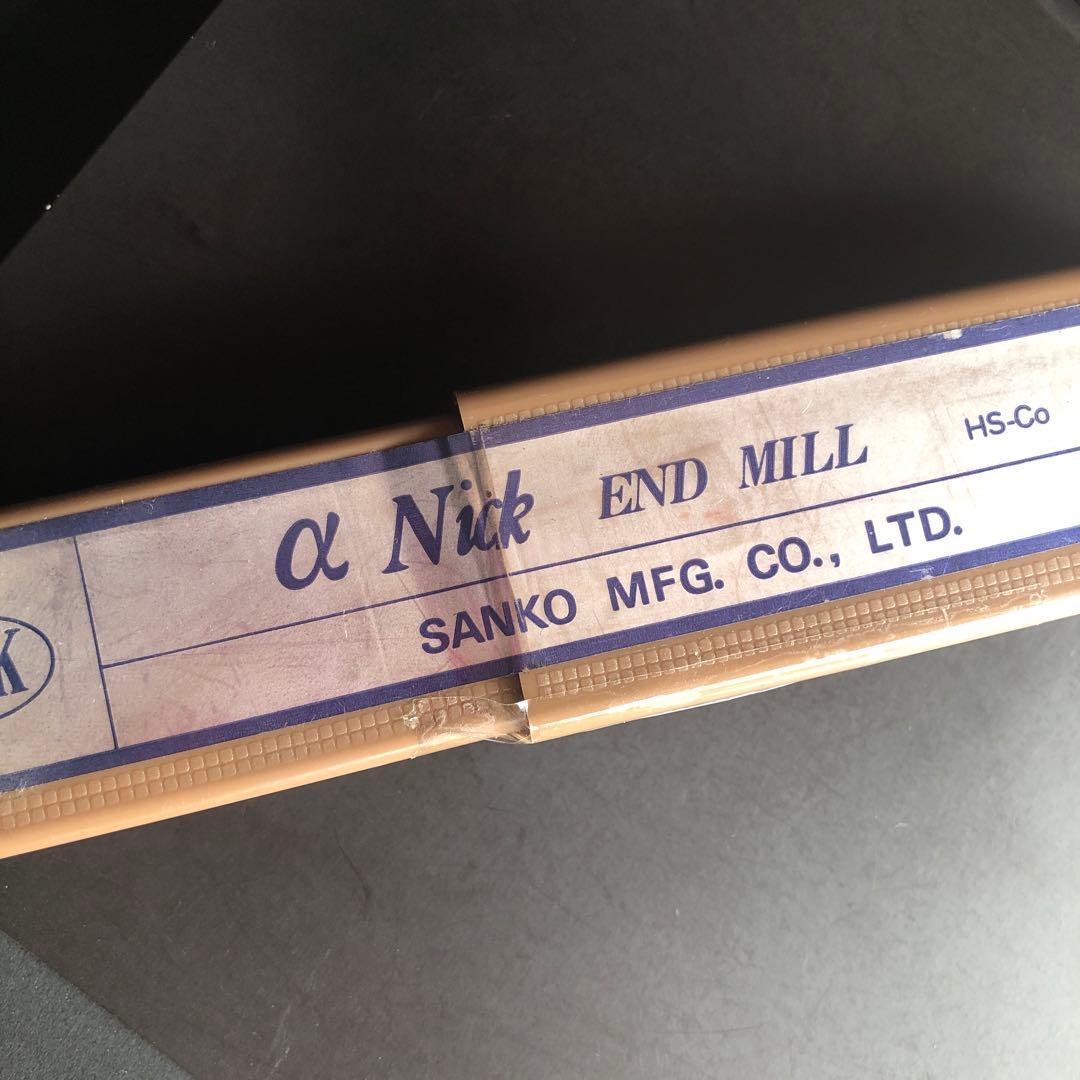 α Nick END MILL HS-Co
SANKO MFG. CO., LTD.
K